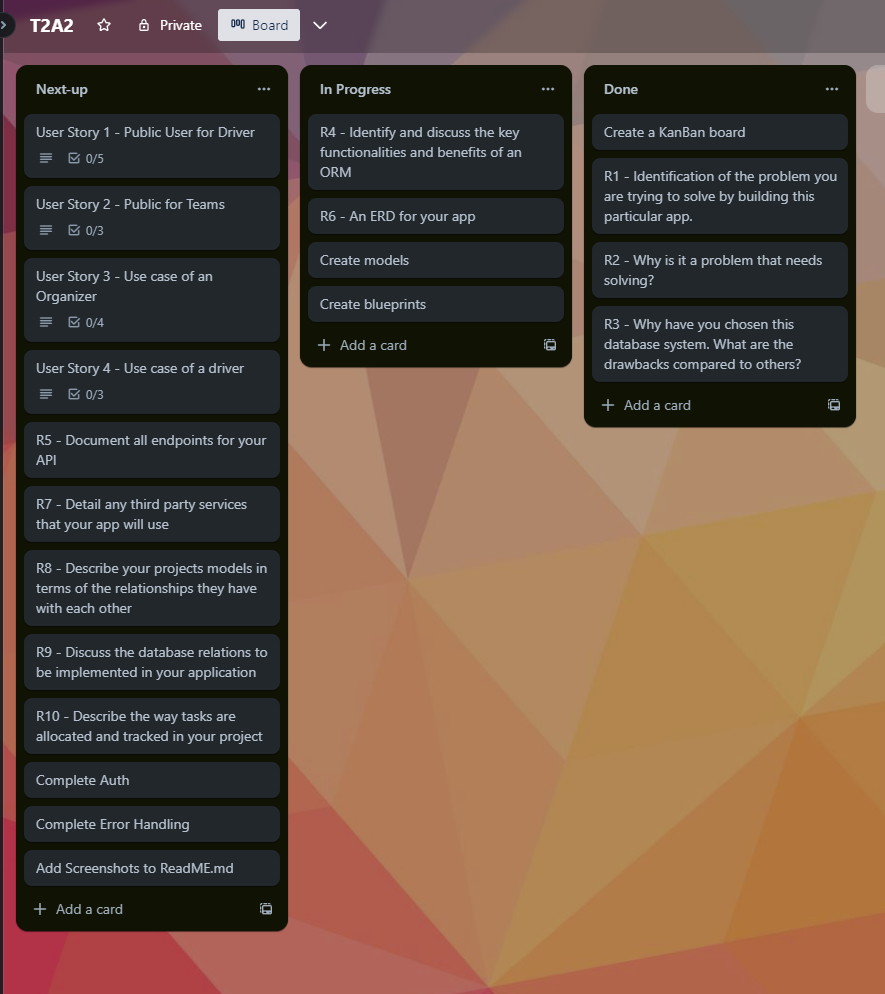 T2A2
Private
Board
Next-up
User Story 1 - Public User for Driver
0/5
User Story 2 - Public for Teams
0/3
User Story 3 - Use case of an
Organizer
0/4
User Story 4 - Use case of a driver
0/3
R5 - Document all endpoints for your
API
R7 - Detail any third party services
that your app will use
R8 - Describe your projects models in
terms of the relationships they have
with each other
R9 - Discuss the database relations to
be implemented in your application
R10 - Describe the way tasks are
allocated and tracked in your project
Complete Auth
Complete Error Handling
Add Screenshots to ReadME.md
Add a card
In Progress
R4 - Identify and discuss the key
functionalities and benefits of an
ORM
R6 - An ERD for your app
Create models
Create blueprints
Add a card
Done
Create a KanBan board
R1 - Identification of the problem you
are trying to solve by building this
particular app.
R2 - Why is it a problem that needs
solving?
R3 - Why have you chosen this
database system. What are the
drawbacks compared to others?
Add a card